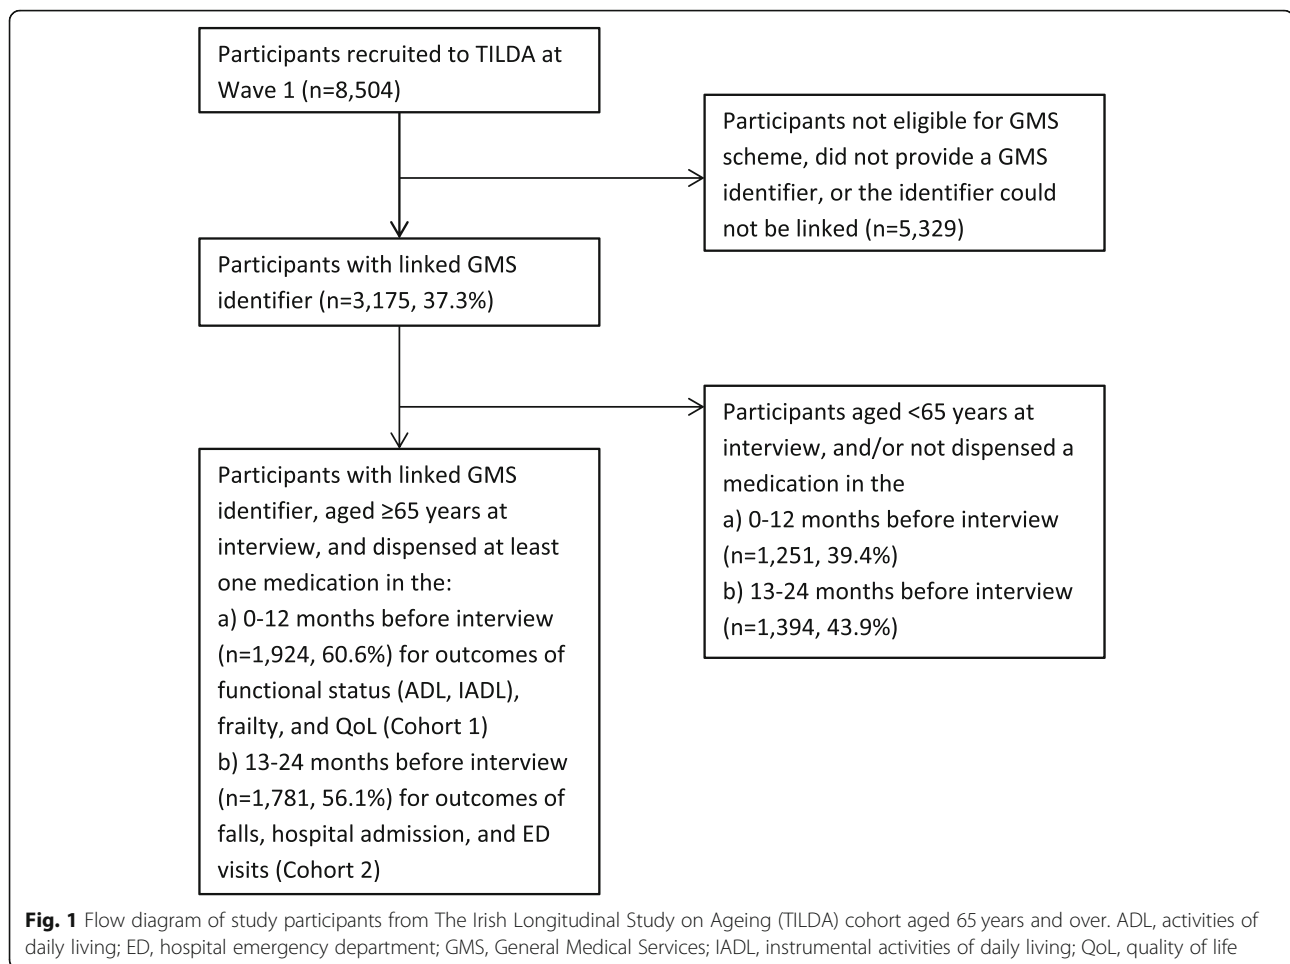 Participants recruited to TILDA at
Wave 1 (n=8,504)
Participants not eligible for GMS
scheme, did not provide a GMS
identifier, or the identifier could
not be linked (n=5,329)
Participants with linked GMS
identifier (n=3,175, 37.3%)
Participants aged <65 years at
interview, and/or not dispensed a
medication in the
a) 0-12 months before interview
(n=1,251, 39.4%)
b) 13-24 months before interview
(n=1,394, 43.9%)
Participants with linked GMS
identifier, aged ≥65 years at
interview, and dispensed at least
one medication in the:
a) 0-12 months before interview
(n=1,924, 60.6%) for outcomes of
functional status (ADL, IADL),
frailty, and QoL (Cohort 1)
b) 13-24 months before interview
(n=1,781, 56.1%) for outcomes of
falls, hospital admission, and ED
visits (Cohort 2)
Fig. 1 Flow diagram of study participants from The Irish Longitudinal Study on Ageing (TILDA) cohort aged 65 years and over. ADL, activities of
daily living; ED, hospital emergency department; GMS, General Medical Services; IADL, instrumental activities of daily living; QoL, quality of life